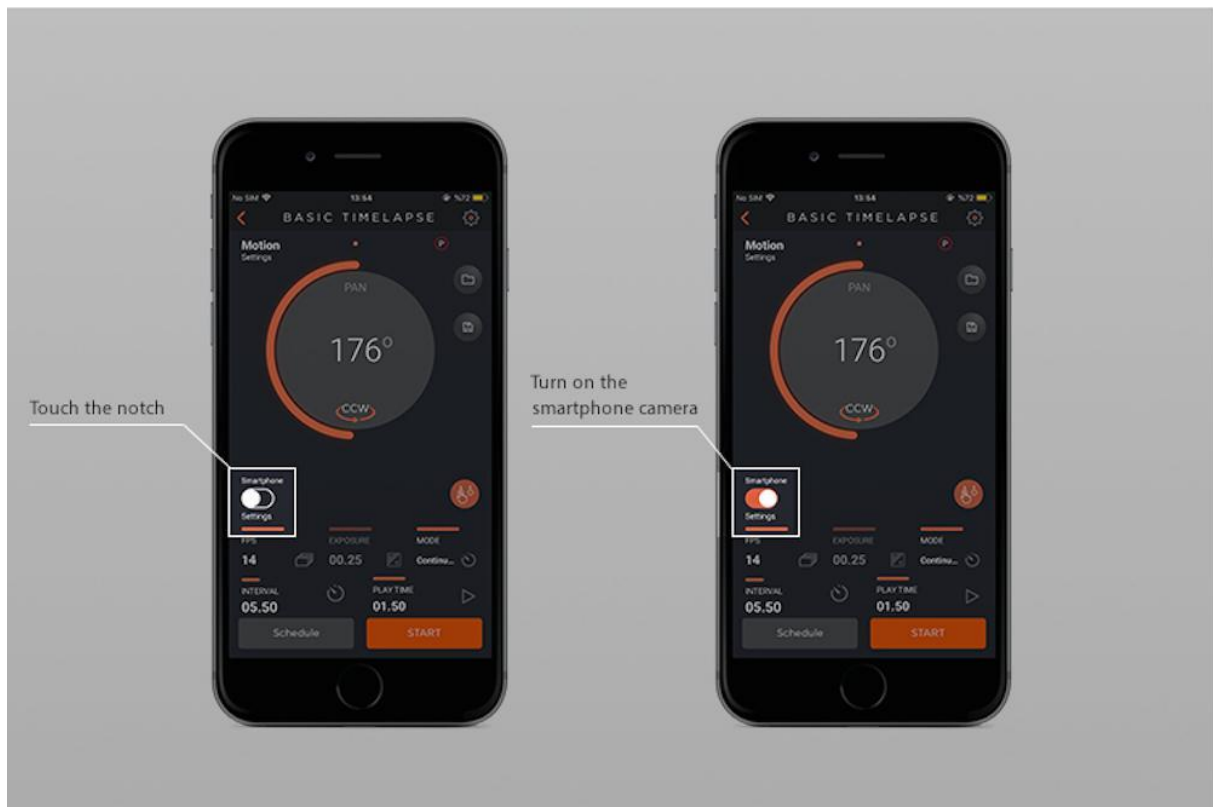 No SIM 13:54 %72
BASIC TIMELAPSE
Motion
Settings
P
PAN
176°
CCW
Touch the notch
Smartphone
Settings
FPS
EXPOSURE
MODE
14
00.25
Continu...
INTERVAL
PLAY TIME
05.50
01.50
Schedule
START
No SIM 13:54 %72
BASIC TIMELAPSE
Motion
Settings
P
PAN
176°
CCW
Turn on the
smartphone camera
Smartphone
Settings
FPS
EXPOSURE
MODE
14
00.25
Continu...
INTERVAL
PLAY TIME
05.50
01.50
Schedule
START